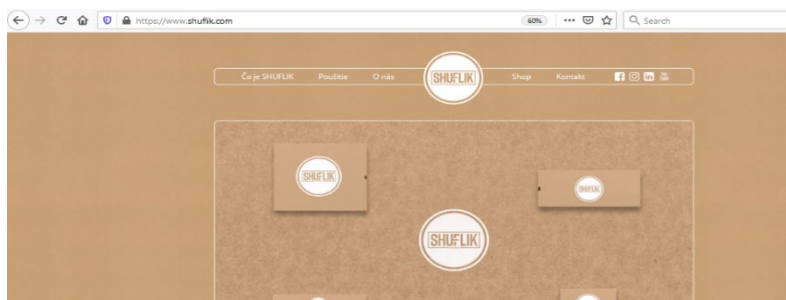 https://www.shuflik.com
60%
Search
Čo je SHUFLIK Použitie O nás SHUFLIK Shop Kontakt
SHUFLIK
SHUFLIK
SHUFLIK